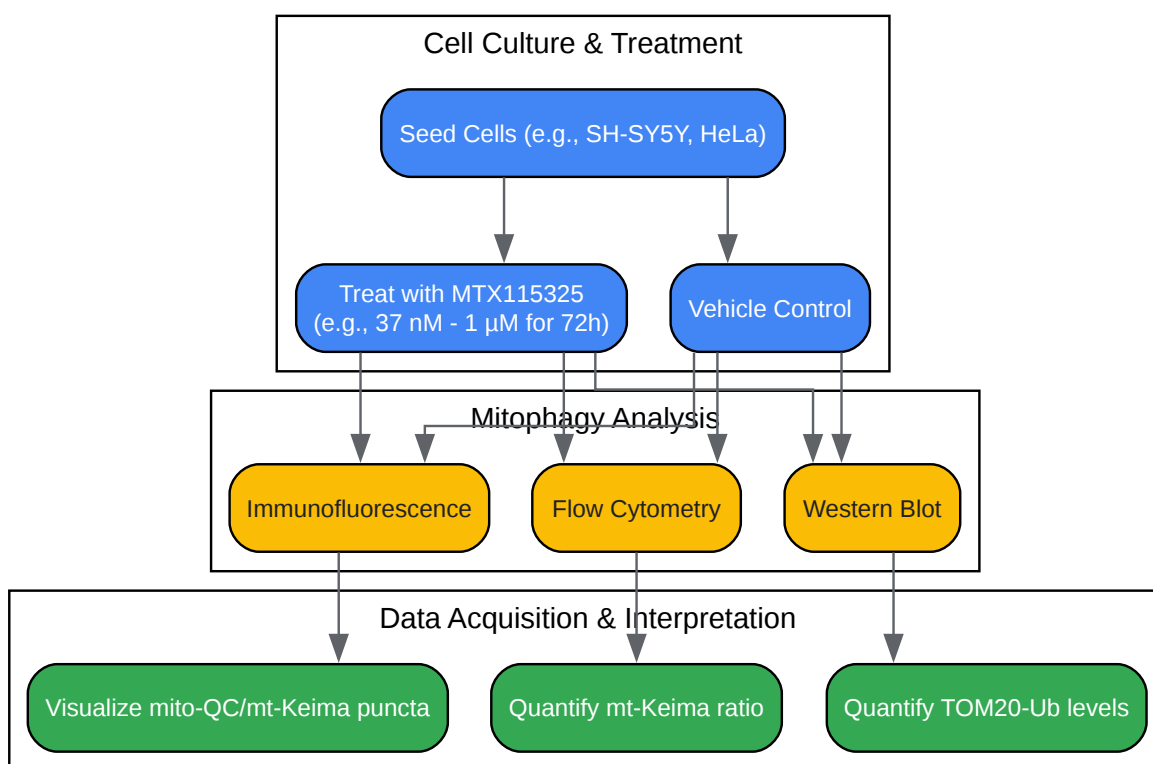 Cell Culture & Treatment
Seed Cells (e.g., SH-SY5Y, HeLa)
Treat with MTX115325
(e.g., 37 nM - 1 µM for 72h)
Vehicle Control
Mitophagy Analysis
Immunofluorescence
Flow Cytometry
Western Blot
Data Acquisition & Interpretation
Visualize mito-QC/mt-Keima puncta
Quantify mt-Keima ratio
Quantify TOM20-Ub levels